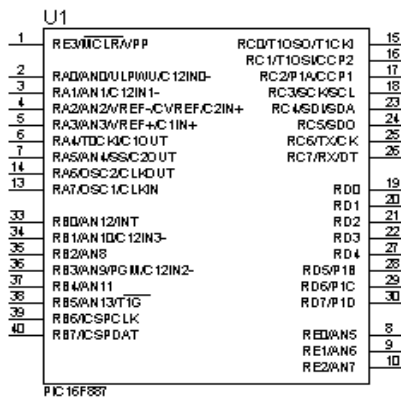 U1
1 RE3/MCLR/VPP
2 RA0/AN0/ULPWU/C12IN0-
3 RA1/AN1/C12IN1-
4 RA2/AN2/VREF-/CVREF/C2IN+
5 RA3/AN3/VREF+/C1IN+
6 RA4/T0CKI/C1OUT
7 RA5/AN4/SS/C2OUT
14 RA6/OSC2/CLKOUT
13 RA7/OSC1/CLKIN
33 RB0/AN12/INT
34 RB1/AN10/C12IN3-
35 RB2/AN8
36 RB3/AN9/PGM/C12IN2-
37 RB4/AN11
38 RB5/AN13/T1G
39 RB6/ICSPCLK
40 RB7/ICSPDAT
RC0/T1OSO/T1CKI 15
RC1/T1OSI/CCP2 16
RC2/P1A/CCP1 17
RC3/SCK/SCL 18
RC4/SDI/SDA 23
RC5/SDO 24
RC6/TX/CK 25
RC7/RX/DT 26
RD0 19
RD1 20
RD2 21
RD3 22
RD4 27
RD5/P1B 28
RD6/P1C 29
RD7/P1D 30
RE0/AN5 8
RE1/AN6 9
RE2/AN7 10
PIC16F887